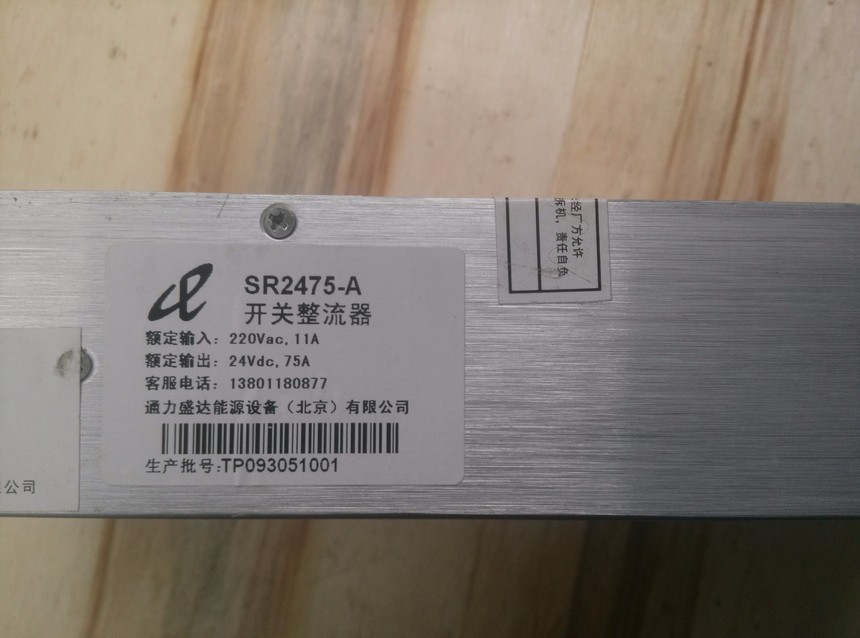 SR2475-A
开关整流器
额定输入：220Vac,11A
额定输出：24Vdc,75A
客服电话：13801180877
通力盛达能源设备（北京）有限公司
生产批号:TP093051001
经厂方允许
拆机，责任自负
公司